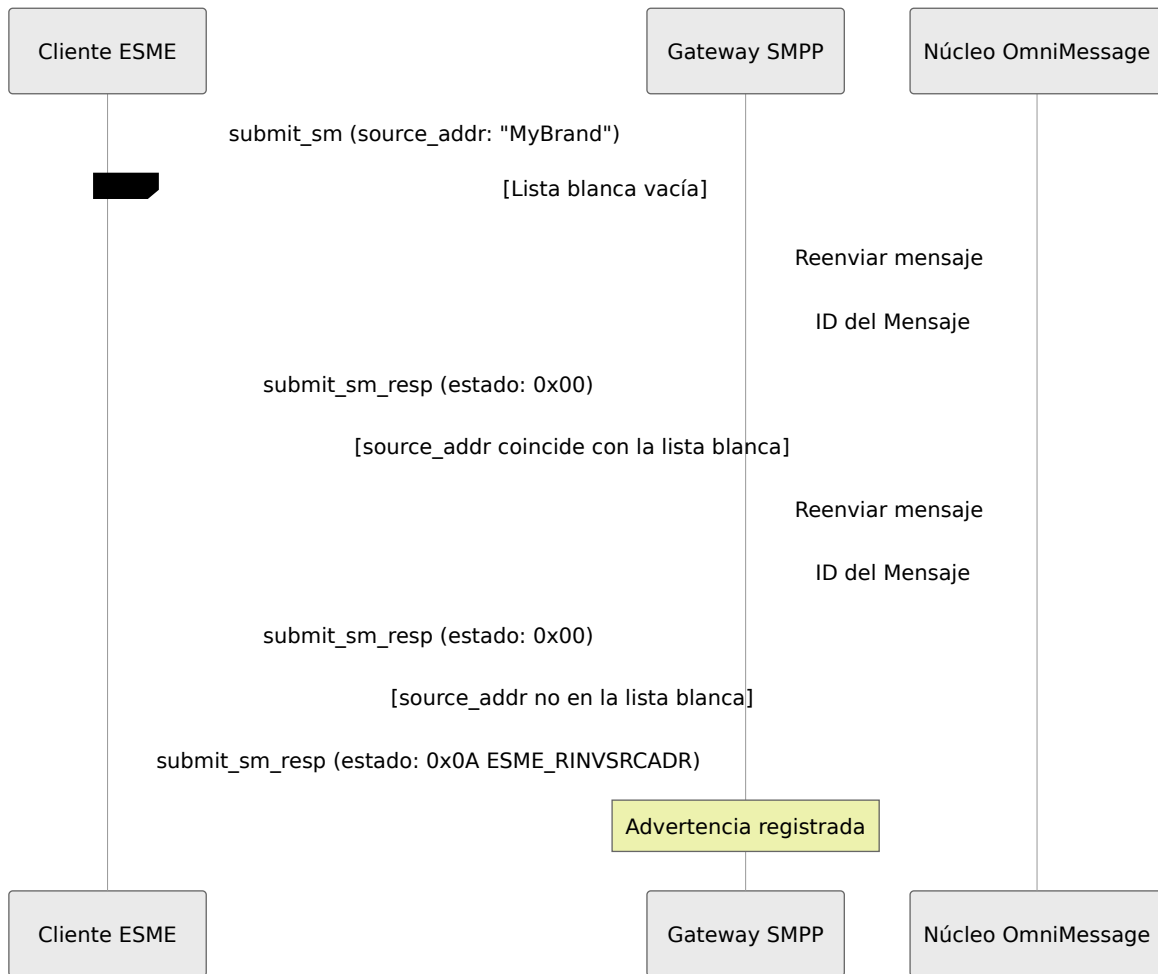 Cliente ESME
Gateway SMPP
Núcleo OmniMessage
submit_sm (source_addr: "MyBrand")
[Lista blanca vacía]
Reenviar mensaje
ID del Mensaje
submit_sm_resp (estado: 0x00)
[source_addr coincide con la lista blanca]
Reenviar mensaje
ID del Mensaje
submit_sm_resp (estado: 0x00)
[source_addr no en la lista blanca]
submit_sm_resp (estado: 0x0A ESME_RINVSRCADR)
Advertencia registrada
Cliente ESME
Gateway SMPP
Núcleo OmniMessage